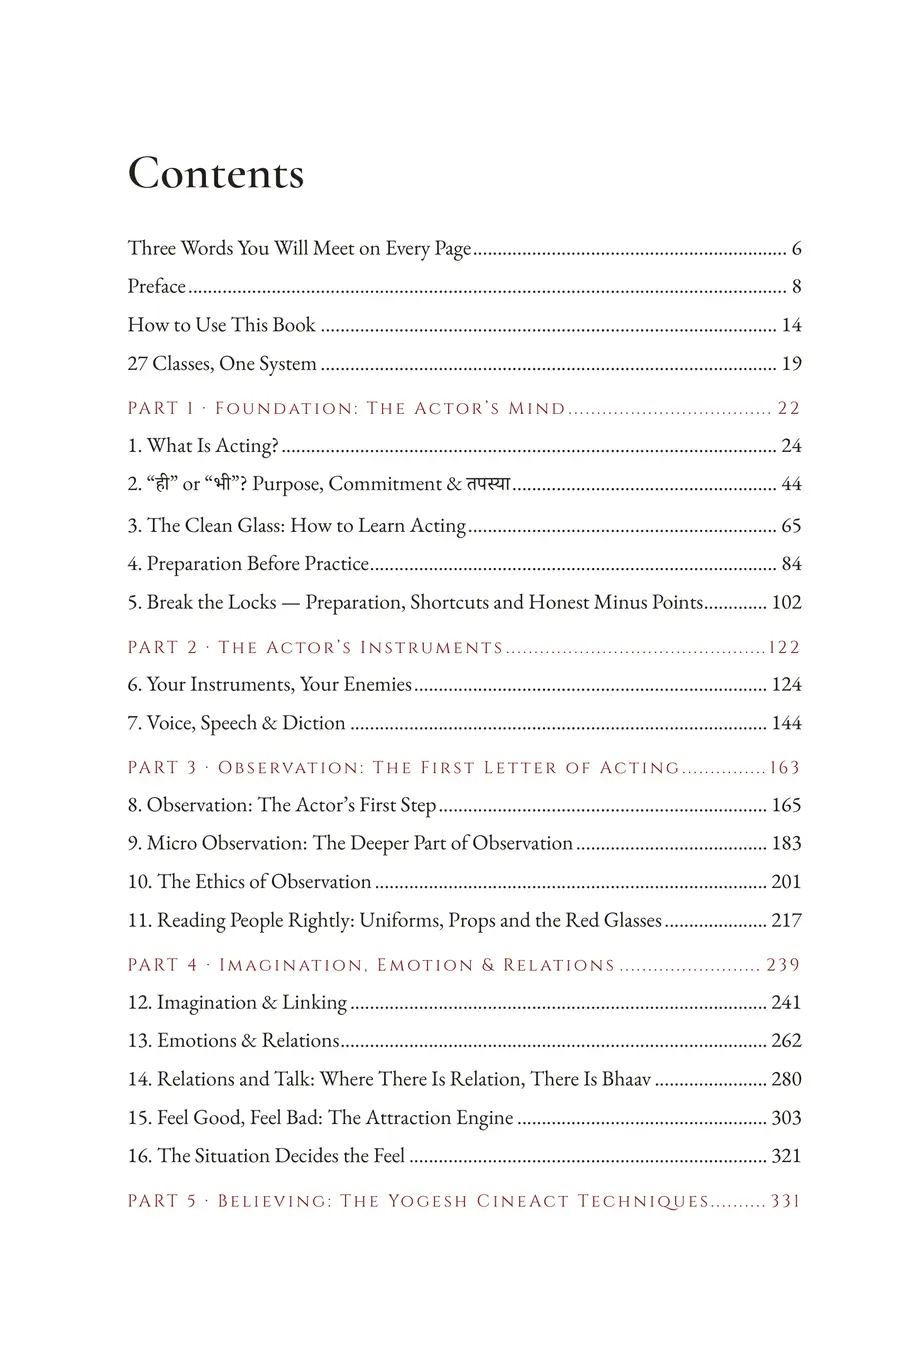 Contents
Three Words You Will Meet on Every Page 6
Preface 8
How to Use This Book 14
27 Classes, One System 19
PART 1 · Foundation: The Actor’s Mind 22
1. What Is Acting? 24
2. “ही” or “भी”? Purpose, Commitment & तपस्या 44
3. The Clean Glass: How to Learn Acting 65
4. Preparation Before Practice 84
5. Break the Locks — Preparation, Shortcuts and Honest Minus Points 102
PART 2 · The Actor’s Instruments 122
6. Your Instruments, Your Enemies 124
7. Voice, Speech & Diction 144
PART 3 · Observation: The First Letter of Acting 163
8. Observation: The Actor’s First Step 165
9. Micro Observation: The Deeper Part of Observation 183
10. The Ethics of Observation 201
11. Reading People Rightly: Uniforms, Props and the Red Glasses 217
PART 4 · Imagination, Emotion & Relations 239
12. Imagination & Linking 241
13. Emotions & Relations 262
14. Relations and Talk: Where There Is Relation, There Is Bhaav 280
15. Feel Good, Feel Bad: The Attraction Engine 303
16. The Situation Decides the Feel 321
PART 5 · Believing: The Yogesh CineAct Techniques 331